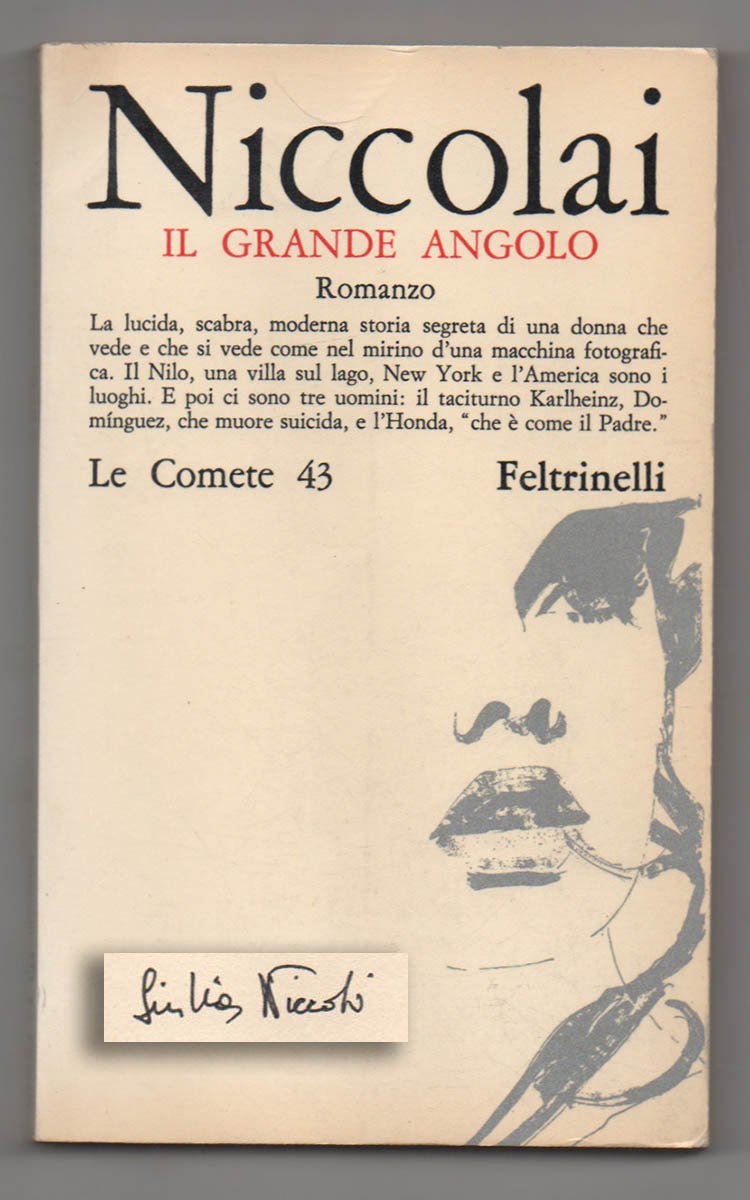 Niccolai
IL GRANDE ANGOLO
Romanzo
La lucida, scabra, moderna storia segreta di una donna che
vede e che si vede come nel mirino d'una macchina fotografi-
ca. Il Nilo, una villa sul lago, New York e l'America sono i
luoghi. E poi ci sono tre uomini: il taciturno Karlheinz, Do-
mínguez, che muore suicida, e l'Honda, "che è come il Padre."
Le Comete 43 Feltrinelli
Giulia Niccolai